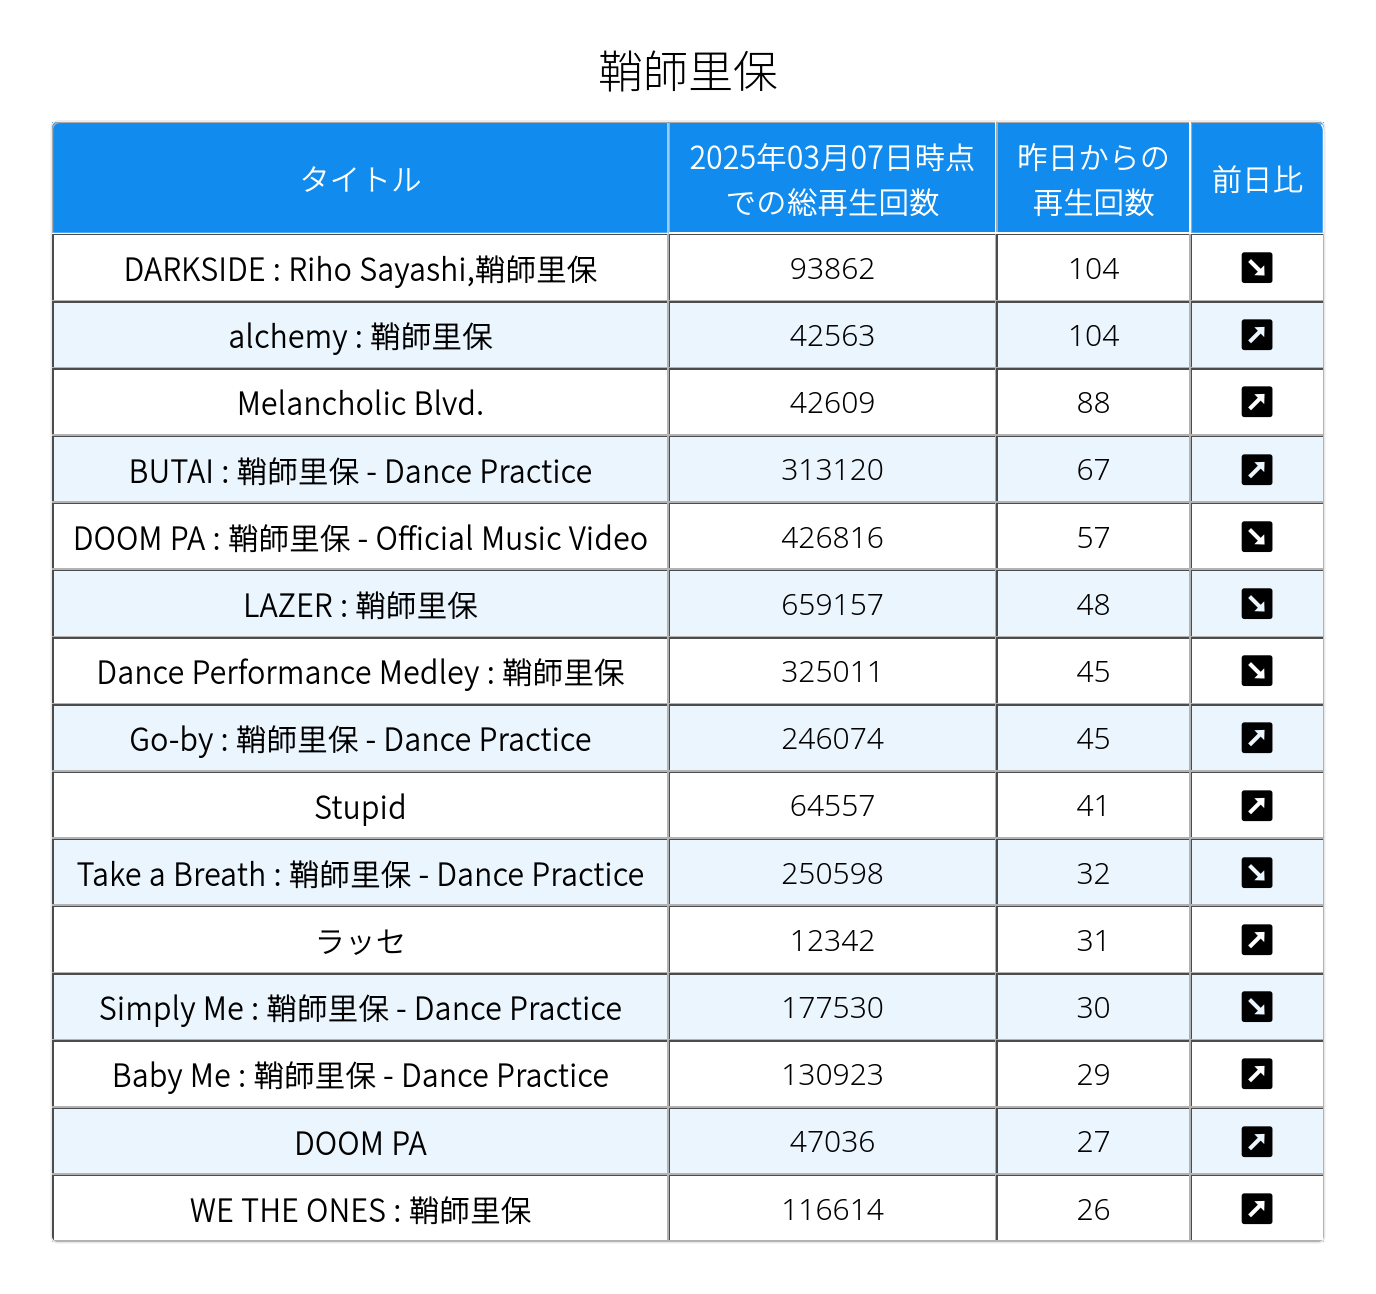 鞘師里保
タイトル 2025年03月07日時点での総再生回数 昨日からの再生回数 前日比
DARKSIDE : Riho Sayashi,鞘師里保 93862 104
alchemy : 鞘師里保 42563 104
Melancholic Blvd. 42609 88
BUTAI : 鞘師里保 - Dance Practice 313120 67
DOOM PA : 鞘師里保 - Official Music Video 426816 57
LAZER : 鞘師里保 659157 48
Dance Performance Medley : 鞘師里保 325011 45
Go-by : 鞘師里保 - Dance Practice 246074 45
Stupid 64557 41
Take a Breath : 鞘師里保 - Dance Practice 250598 32
ラッセ 12342 31
Simply Me : 鞘師里保 - Dance Practice 177530 30
Baby Me : 鞘師里保 - Dance Practice 130923 29
DOOM PA 47036 27
WE THE ONES : 鞘師里保 116614 26